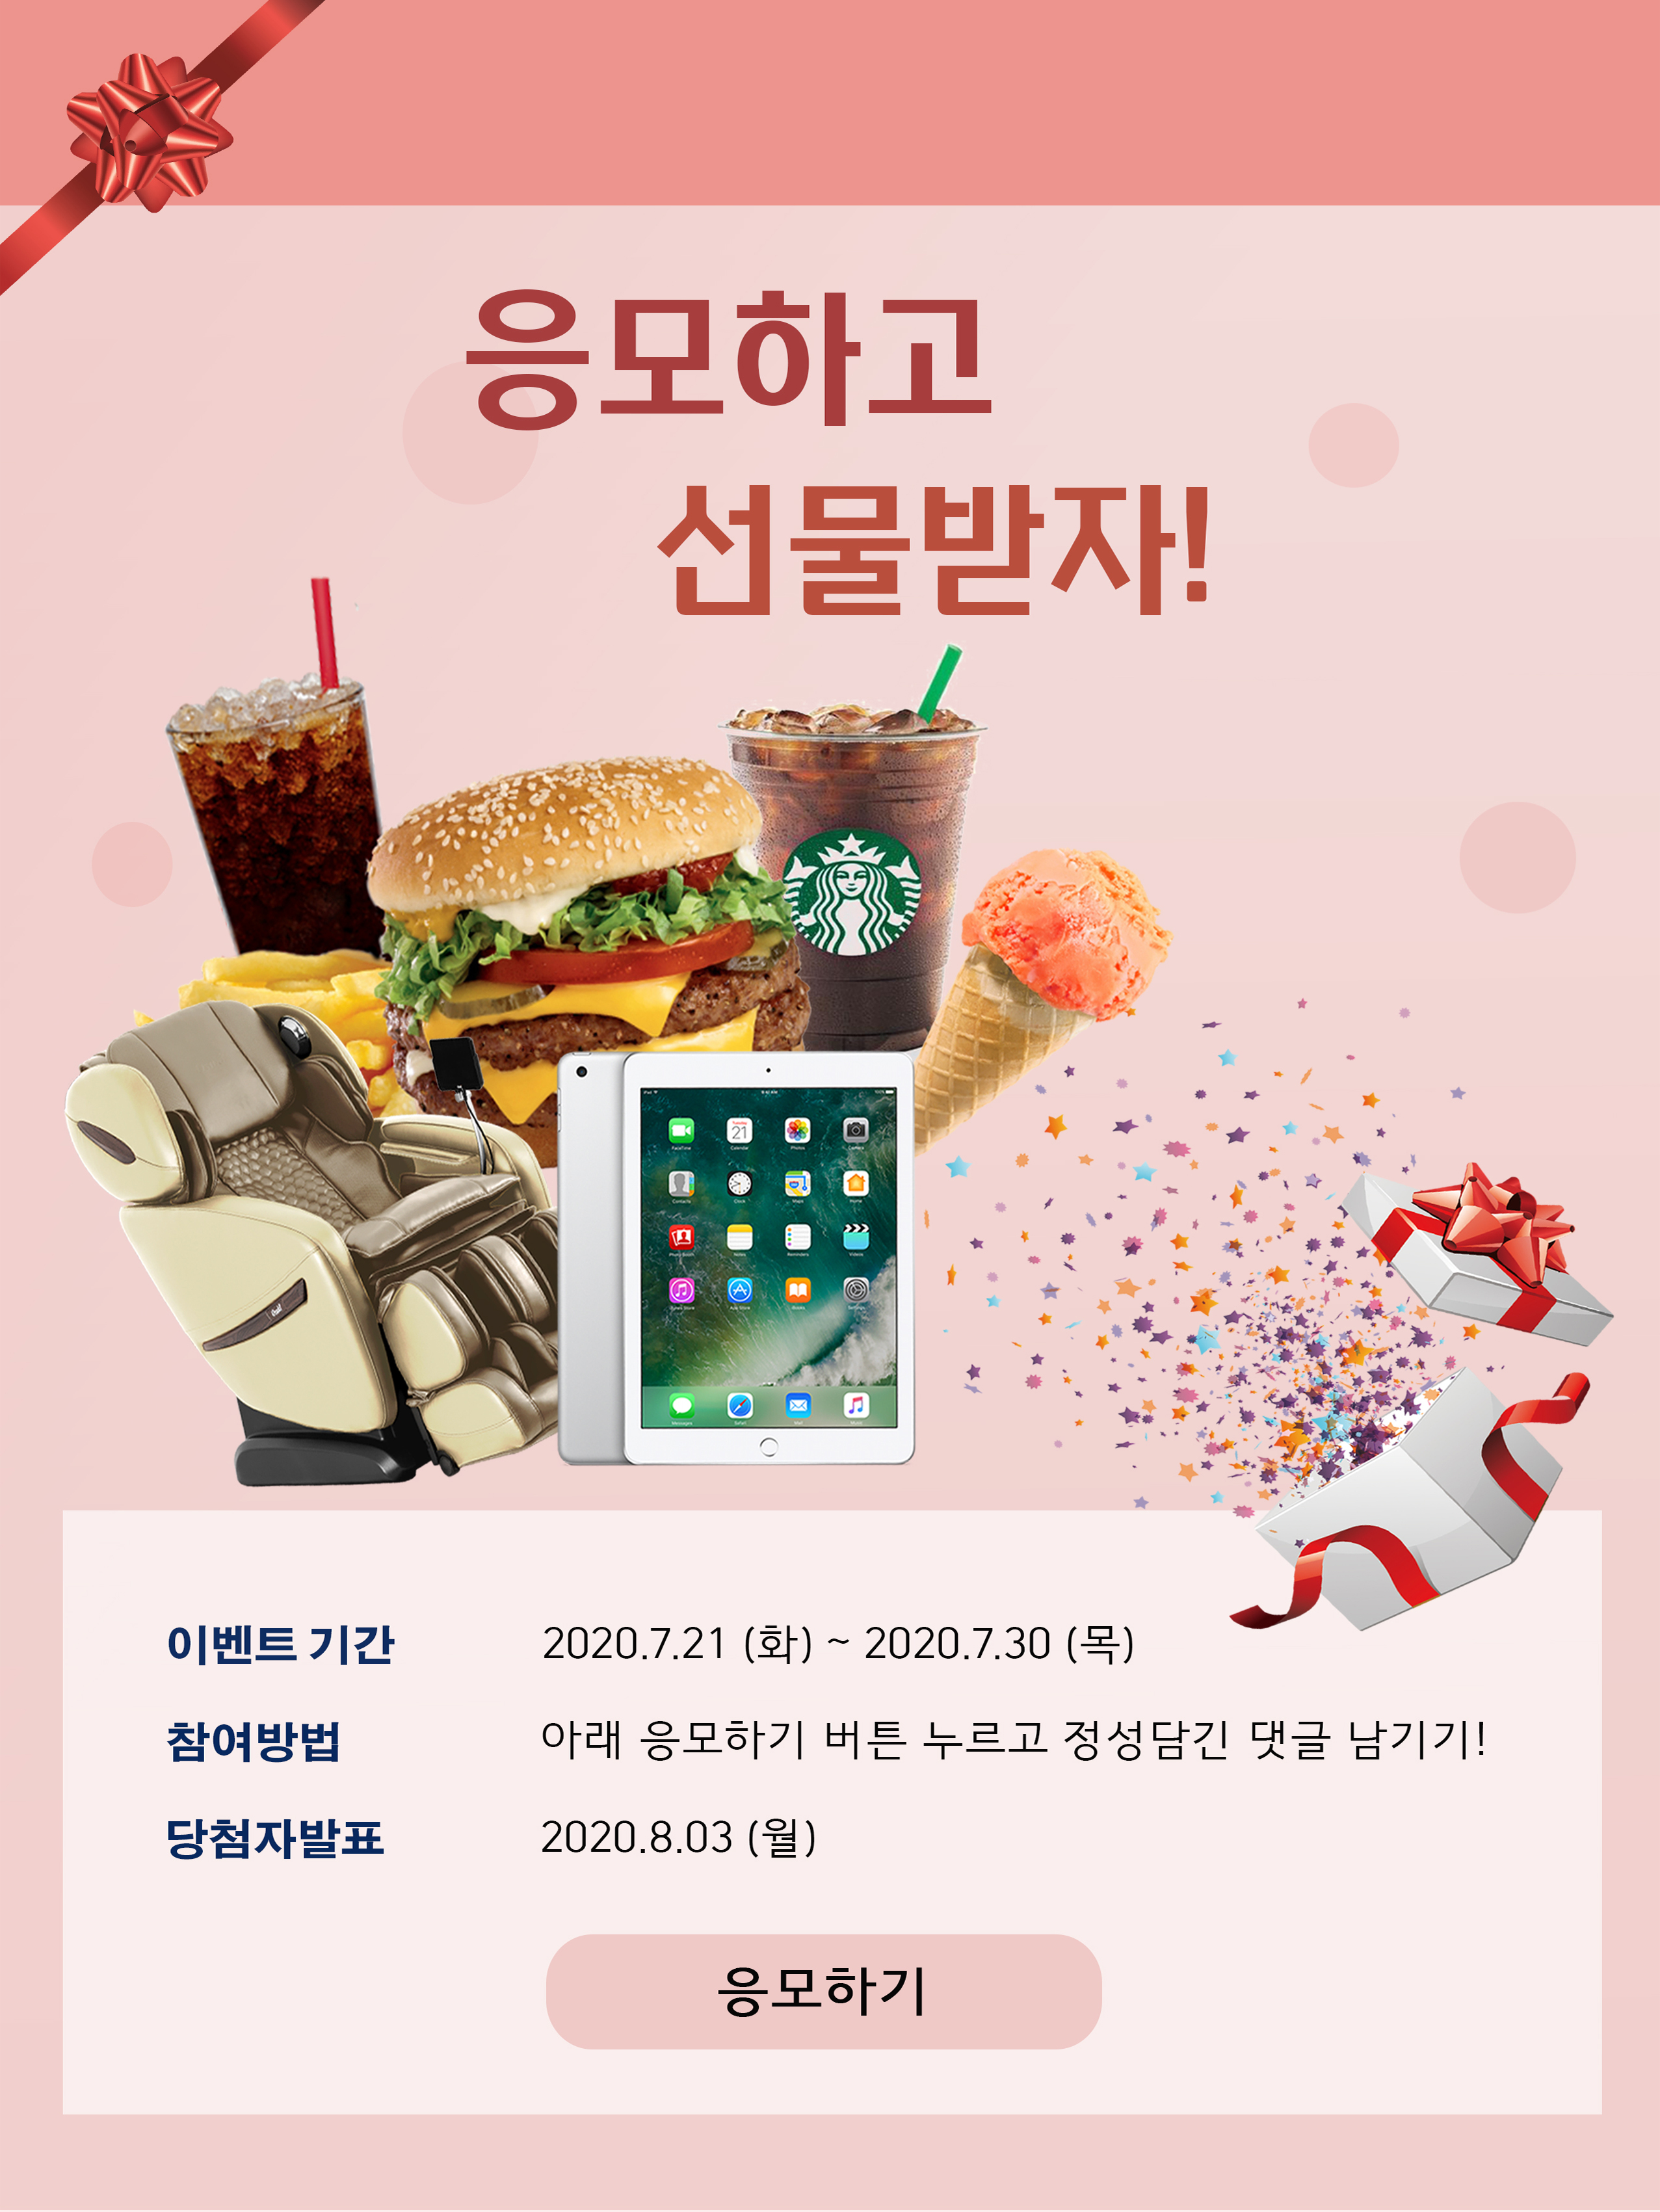 응모하고
선물받자!
이벤트 기간 2020.7.21 (화) ~ 2020.7.30 (목)
참여방법 아래 응모하기 버튼 누르고 정성담긴 댓글 남기기!
당첨자발표 2020.8.03 (월)
응모하기